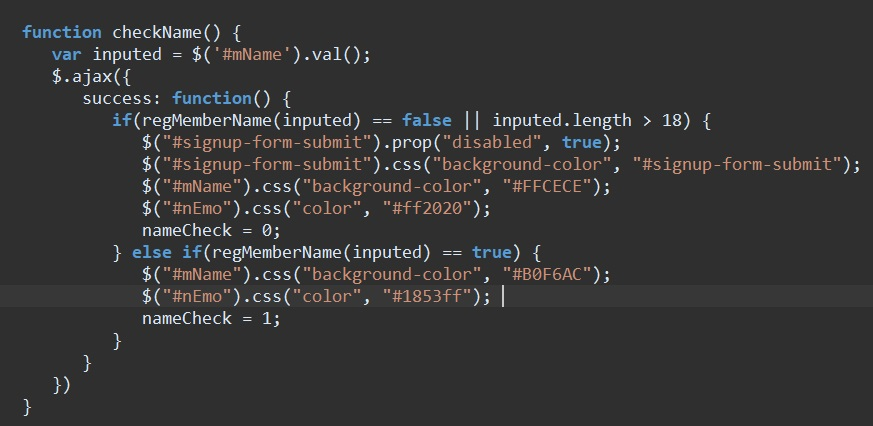 function checkName() {
var inputed = $('#mName').val();
$.ajax({
success: function() {
if(regMemberName(inputed) == false || inputed.length > 18) {
$("#signup-form-submit").prop("disabled", true);
$("#signup-form-submit").css("background-color", "#signup-form-submit");
$("#mName").css("background-color", "#FFCECE");
$("#nEmo").css("color", "#ff2020");
nameCheck = 0;
} else if(regMemberName(inputed) == true) {
$("#mName").css("background-color", "#B0F6AC");
$("#nEmo").css("color", "#1853ff");
nameCheck = 1;
}
}
})
}